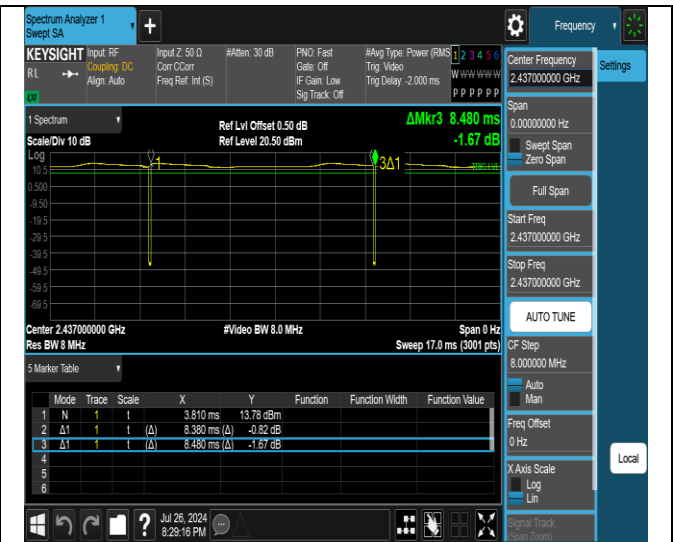 Spectrum Analyzer 1
Swept SA
+
Frequency
KEYSIGHT
RL
Input: RF
Coupling: DC
Align: Auto
Input Z: 50 Ω
Corr CCorr
Freq Ref: Int (S)
#Atten: 30 dB
PNO: Fast
Gate: Off
IF Gain: Low
Sig Track: Off
#Avg Type: Power (RMS
Trig: Video
Trig Delay: -2.000 ms
1 2 3 4 5 6
W W W W W W
P P P P P P
1 Spectrum
Scale/Div 10 dB
Ref Lvl Offset 0.50 dB
Ref Level 20.50 dBm
ΔMkr3 8.480 ms
-1.67 dB
Log
10.5
0.500
-9.50
-19.5
-29.5
-39.5
-49.5
-59.5
-69.5
1
3Δ1
TRIG LVL
Center 2.437000000 GHz
Res BW 8 MHz
#Video BW 8.0 MHz
Span 0 Hz
Sweep 17.0 ms (3001 pts)
5 Marker Table
Mode Trace Scale X Y Function Function Width Function Value
1 N 1 t 3.810 ms 13.78 dBm
2 Δ1 1 t (Δ) 8.380 ms (Δ) -0.82 dB
3 Δ1 1 t (Δ) 8.480 ms (Δ) -1.67 dB
4
5
6
Jul 26, 2024
8:29:16 PM
Center Frequency
2.437000000 GHz
Span
0.00000000 Hz
Swept Span
Zero Span
Full Span
Start Freq
2.437000000 GHz
Stop Freq
2.437000000 GHz
AUTO TUNE
CF Step
8.000000 MHz
Auto
Man
Freq Offset
0 Hz
X Axis Scale
Log
Lin
Signal Track
(Span Zoom)
Settings
Local